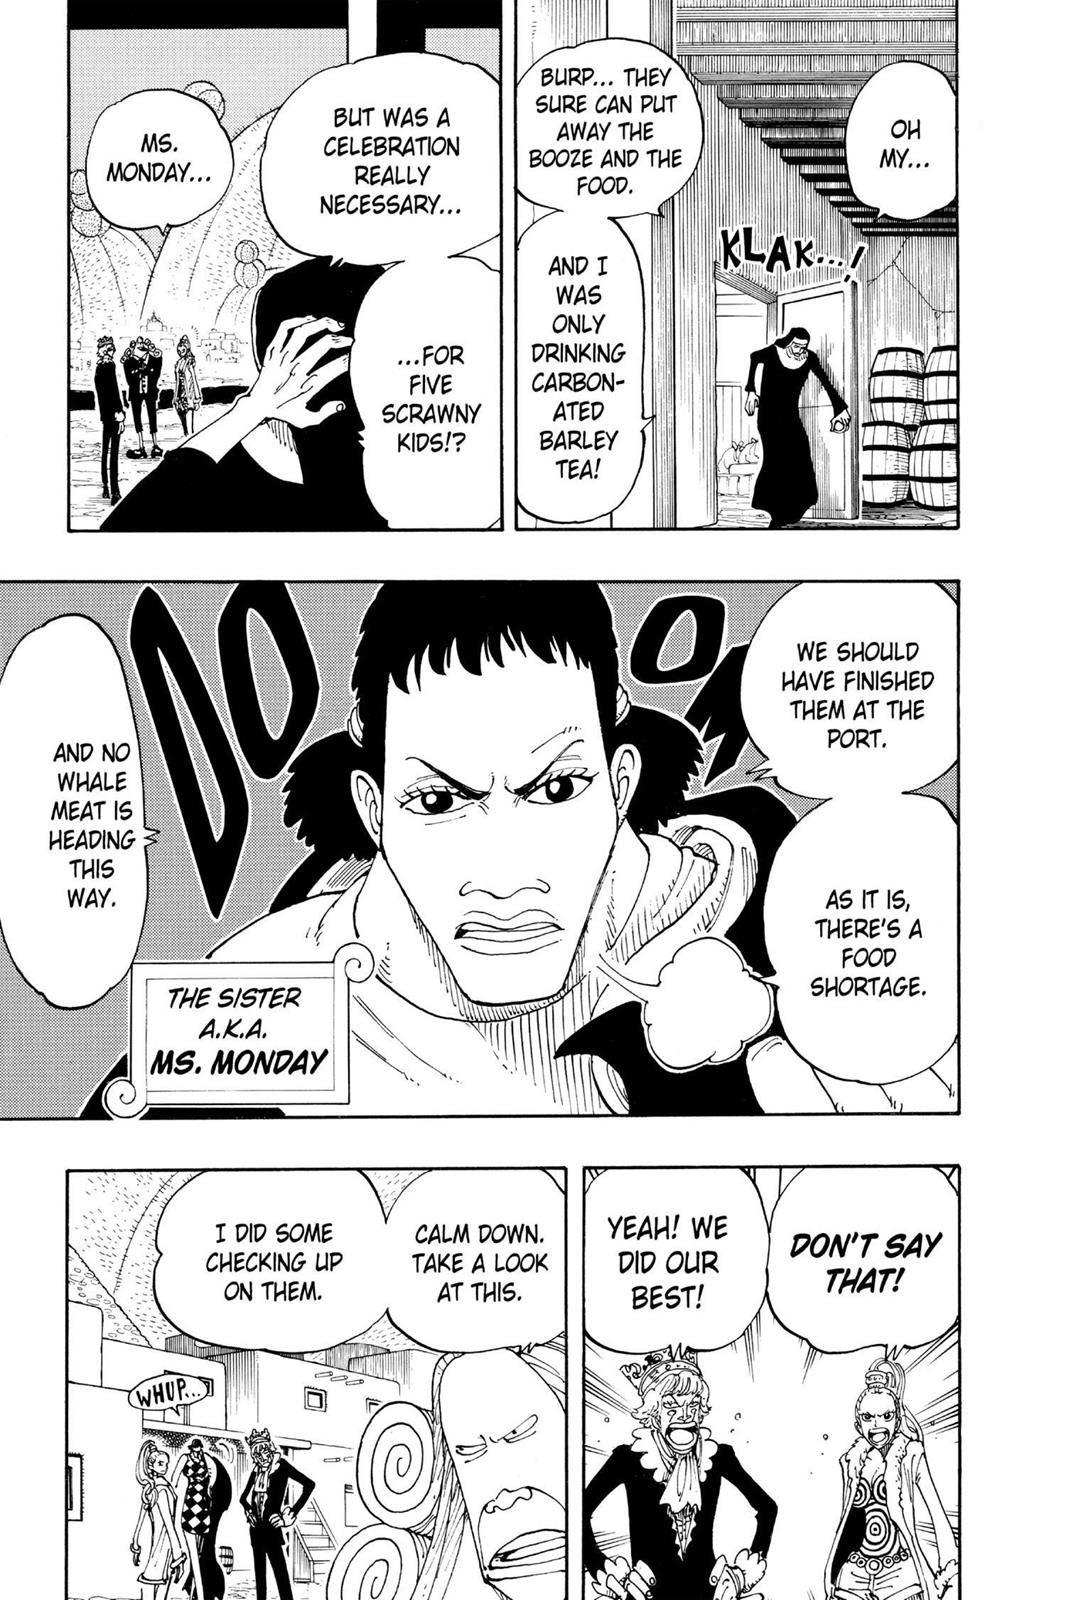 OH
MY...
BURP... THEY
SURE CAN PUT
AWAY THE
BOOZE AND THE
FOOD.
KLAK...!
AND I
WAS
ONLY
DRINKING
CARBON-
ATED
BARLEY
TEA!
BUT WAS A
CELEBRATION
REALLY
NECESSARY...
MS.
MONDAY...
...FOR
FIVE
SCRAWNY
KIDS!?
WE SHOULD
HAVE FINISHED
THEM AT THE
PORT.
AS IT IS,
THERE'S A
FOOD
SHORTAGE.
DOOOM
AND NO
WHALE
MEAT IS
HEADING
THIS
WAY.
THE SISTER
A.K.A.
MS. MONDAY
DON'T SAY
THAT!
YEAH! WE
DID OUR
BEST!
CALM DOWN.
TAKE A LOOK
AT THIS.
I DID SOME
CHECKING UP
ON THEM.
WHUP...